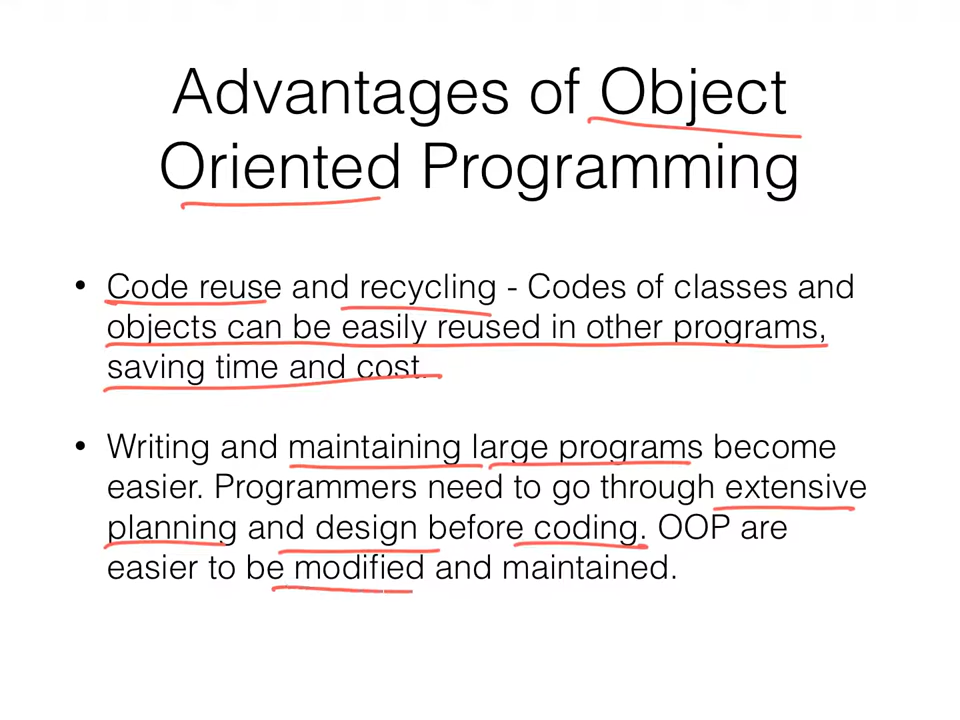 Advantages of Object
Oriented Programming
• Code reuse and recycling - Codes of classes and
objects can be easily reused in other programs,
saving time and cost.
• Writing and maintaining large programs become
easier. Programmers need to go through extensive
planning and design before coding. OOP are
easier to be modified and maintained.